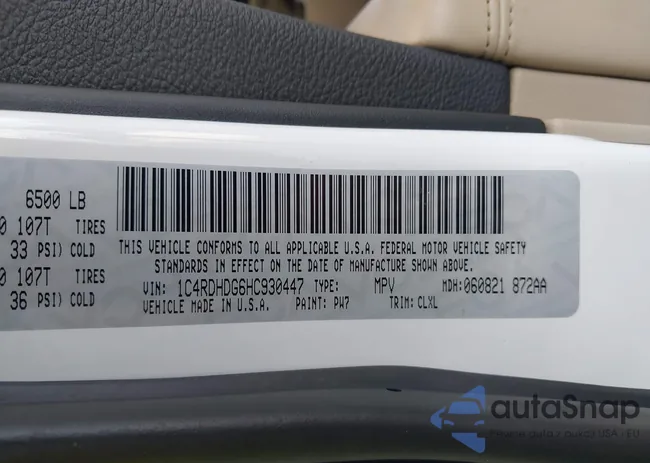 6500 LB
0 107T TIRES
33 PSI) COLD
0 107T TIRES
36 PSI) COLD
THIS VEHICLE CONFORMS TO ALL APPLICABLE U.S.A. FEDERAL MOTOR VEHICLE SAFETY
STANDARDS IN EFFECT ON THE DATE OF MANUFACTURE SHOWN ABOVE.
VIN: 1C4RDHDG6HC930447 TYPE: MPV MDH: 060821 872AA
VEHICLE MADE IN U.S.A. PAINT: PW7 TRIM: CLXL
autaSnap